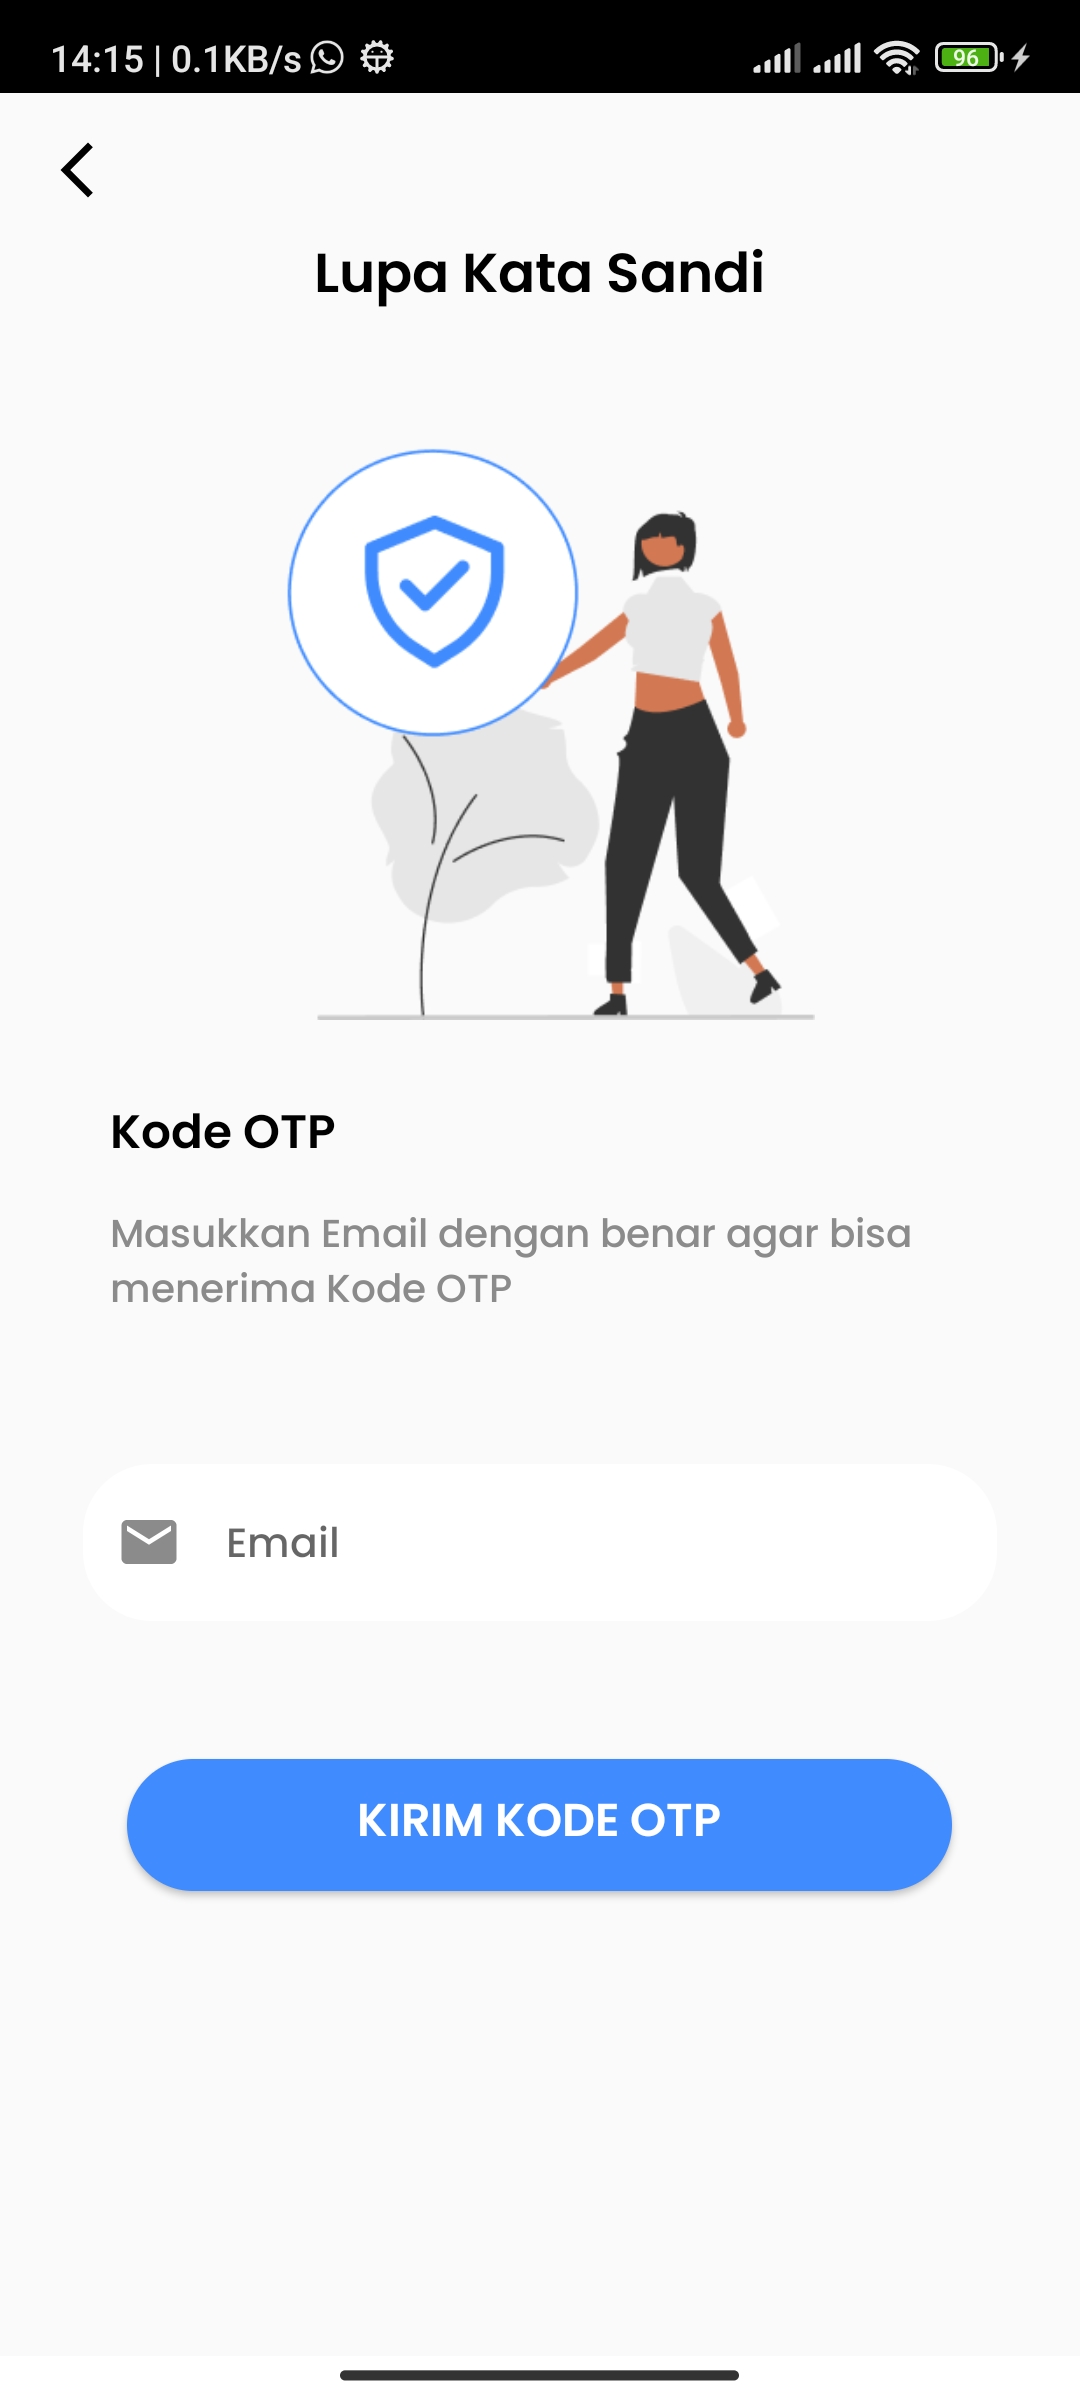 14:15 | 0.1KB/s
96
Lupa Kata Sandi
Kode OTP
Masukkan Email dengan benar agar bisa
menerima Kode OTP
Email
KIRIM KODE OTP